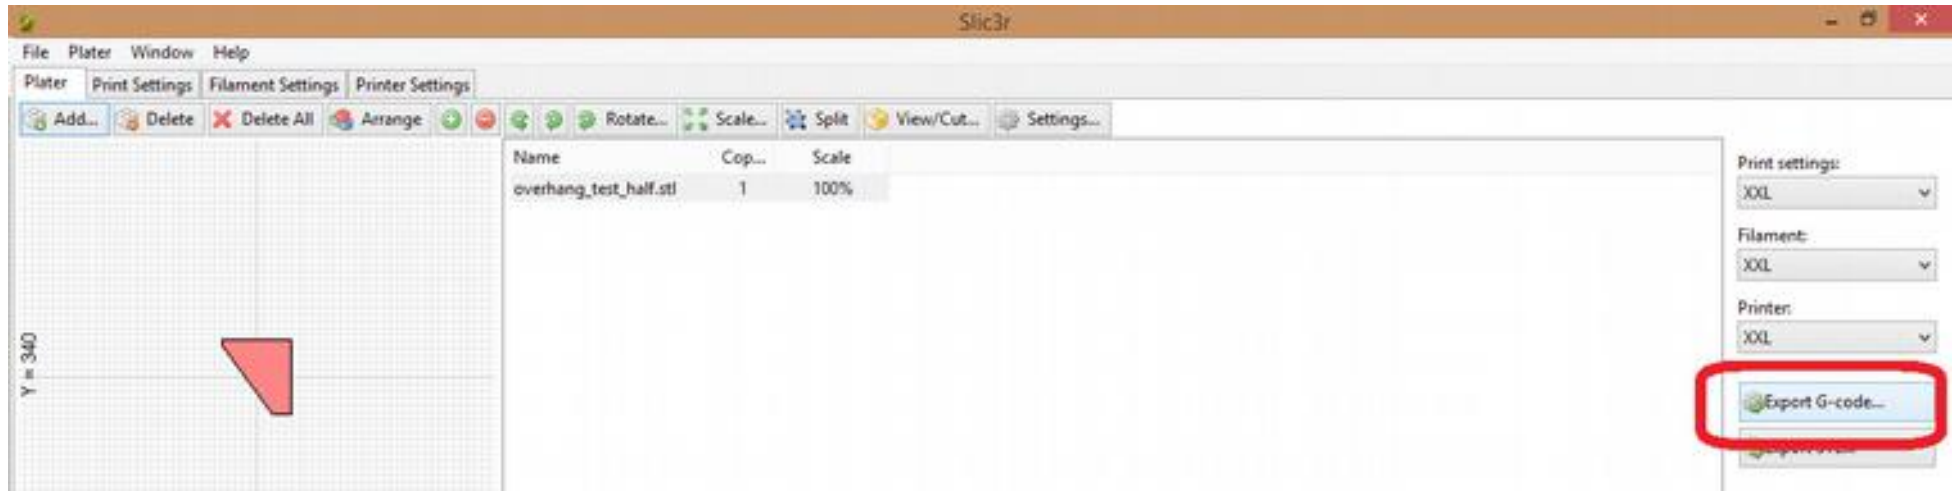 Slic3r
File Plater Window Help
Plater Print Settings Filament Settings Printer Settings
Add... Delete Delete All Arrange Rotate... Scale... Split View/Cut... Settings...
Name Cop... Scale
overhang_test_half.stl 1 100%
Y = 340
Print settings:
XXL
Filament:
XXL
Printer:
XXL
Export G-code...